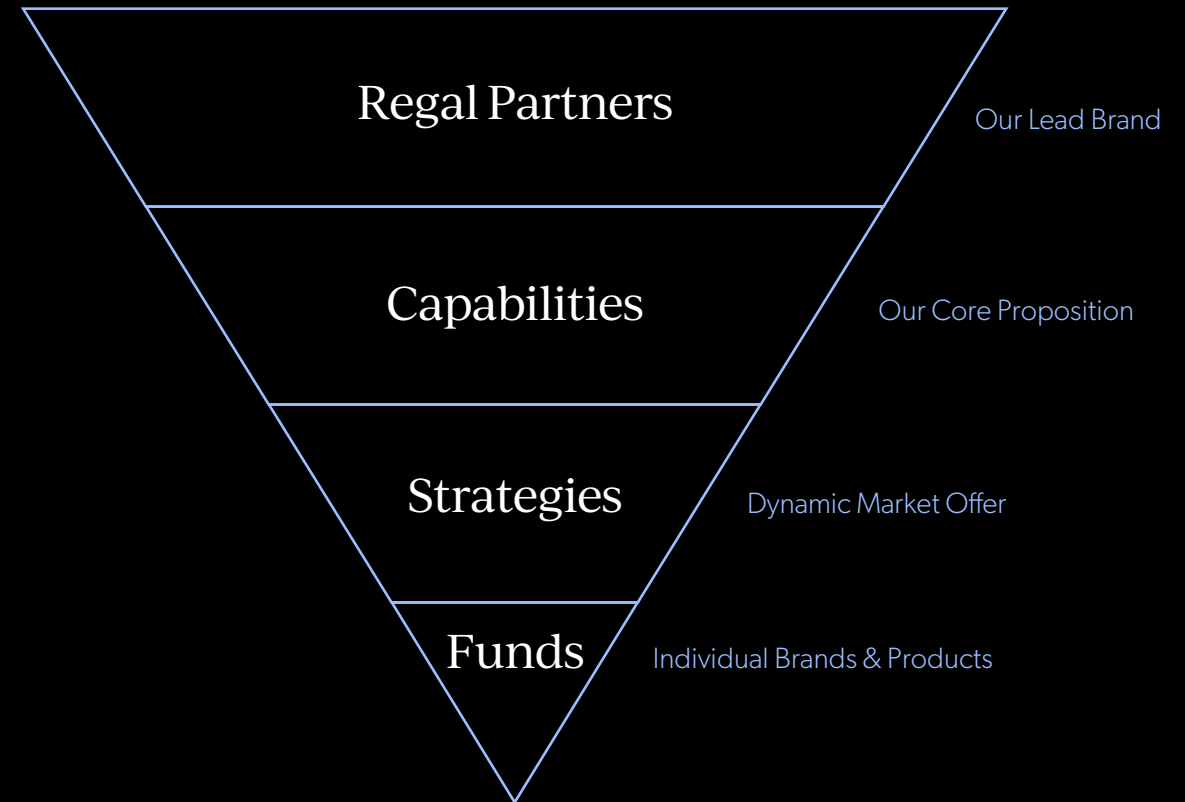 Regal Partners
Our Lead Brand
Capabilities
Our Core Proposition
Strategies
Dynamic Market Offer
Funds
Individual Brands & Products